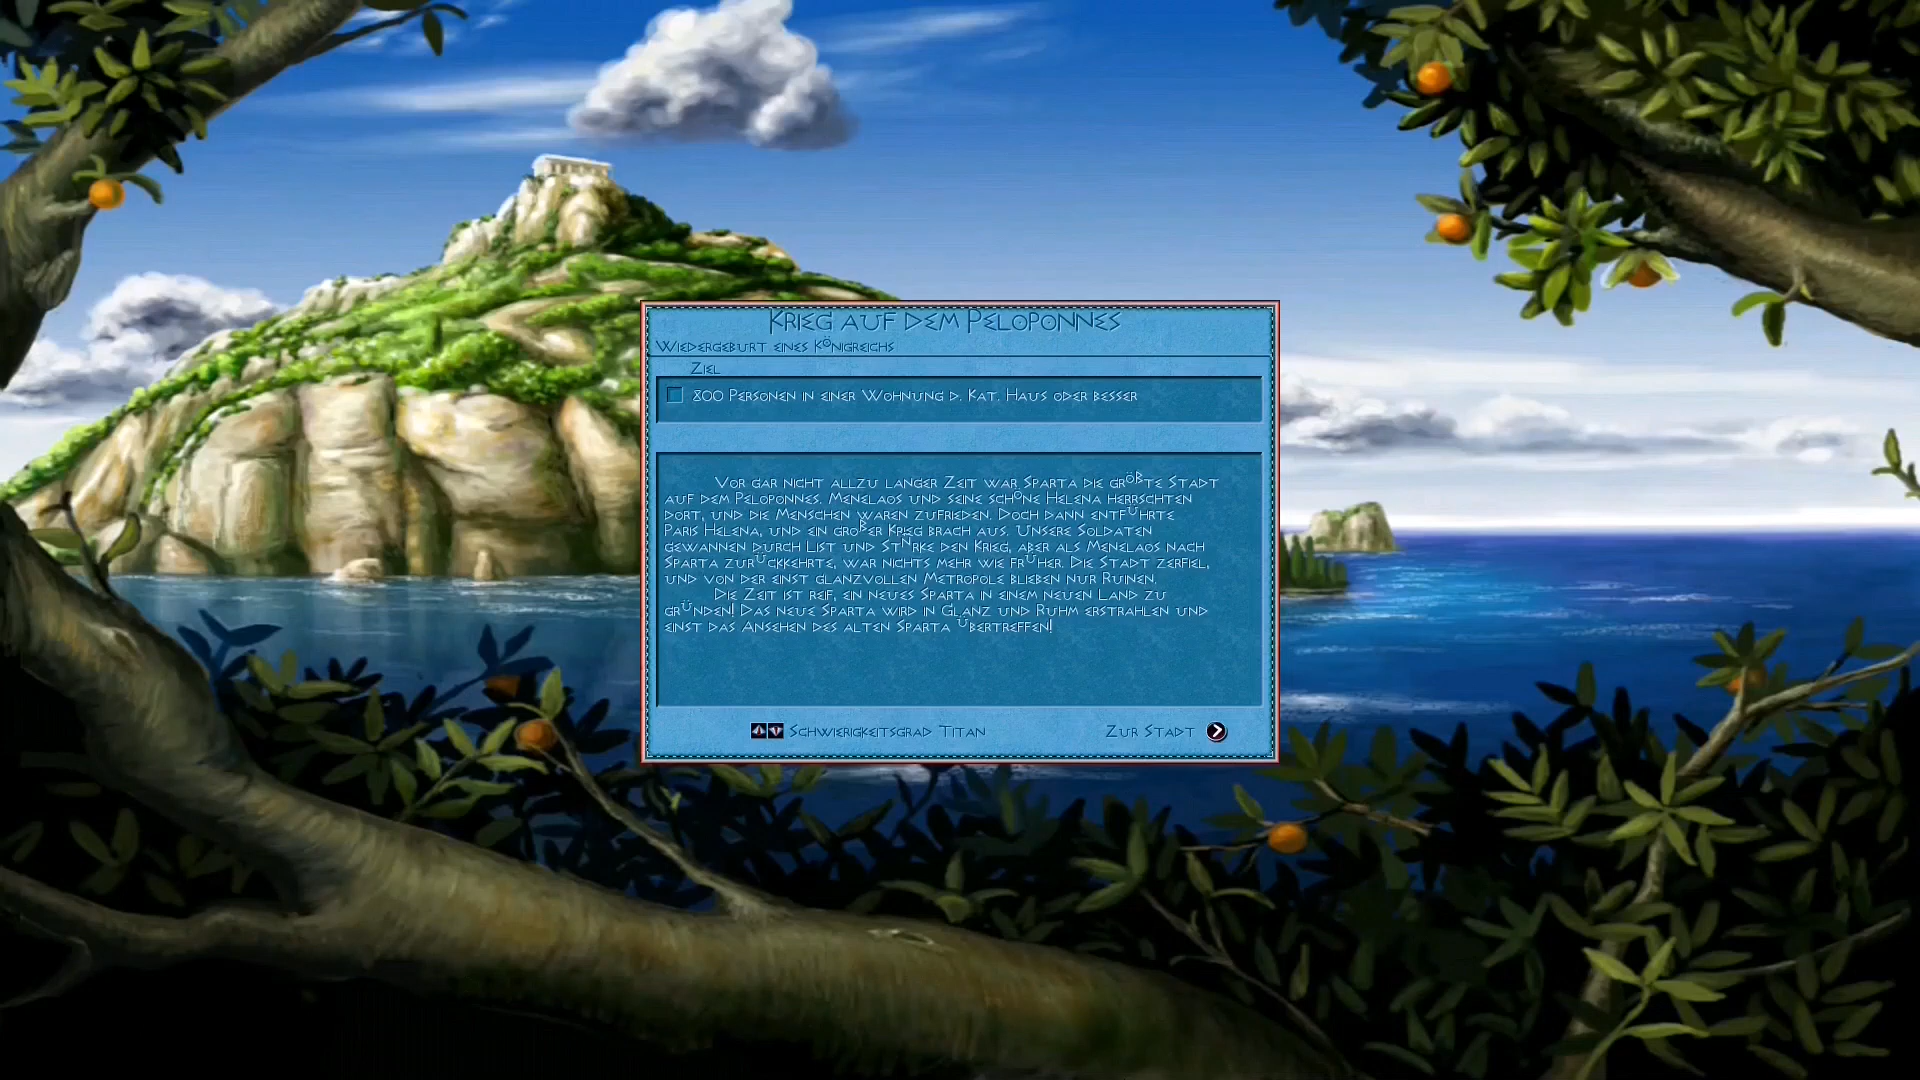 Krieg auf dem Peloponnes
Wiedergeburt eines Königreichs
Ziel
800 Personen in einer Wohnung d. Kat. Haus oder besser
Vor gar nicht allzu langer Zeit war Sparta die größte Stadt
auf dem Peloponnes. Menelaos und seine schöne Helena herrschten
dort, und die Menschen waren zufrieden. Doch dann entführte
Paris Helena, und ein großer Krieg brach aus. Unsere Soldaten
gewannen durch List und Stärke den Krieg, aber als Menelaos nach
Sparta zurückkehrte, war nichts mehr wie früher. Die Stadt zerfiel,
und von der einst glanzvollen Metropole blieben nur Ruinen.
Die Zeit ist reif, ein neues Sparta in einem neuen Land zu
gründen! Das neue Sparta wird in Glanz und Ruhm erstrahlen und
einst das Ansehen des alten Sparta übertreffen!
Schwierigkeitsgrad Titan
Zur Stadt